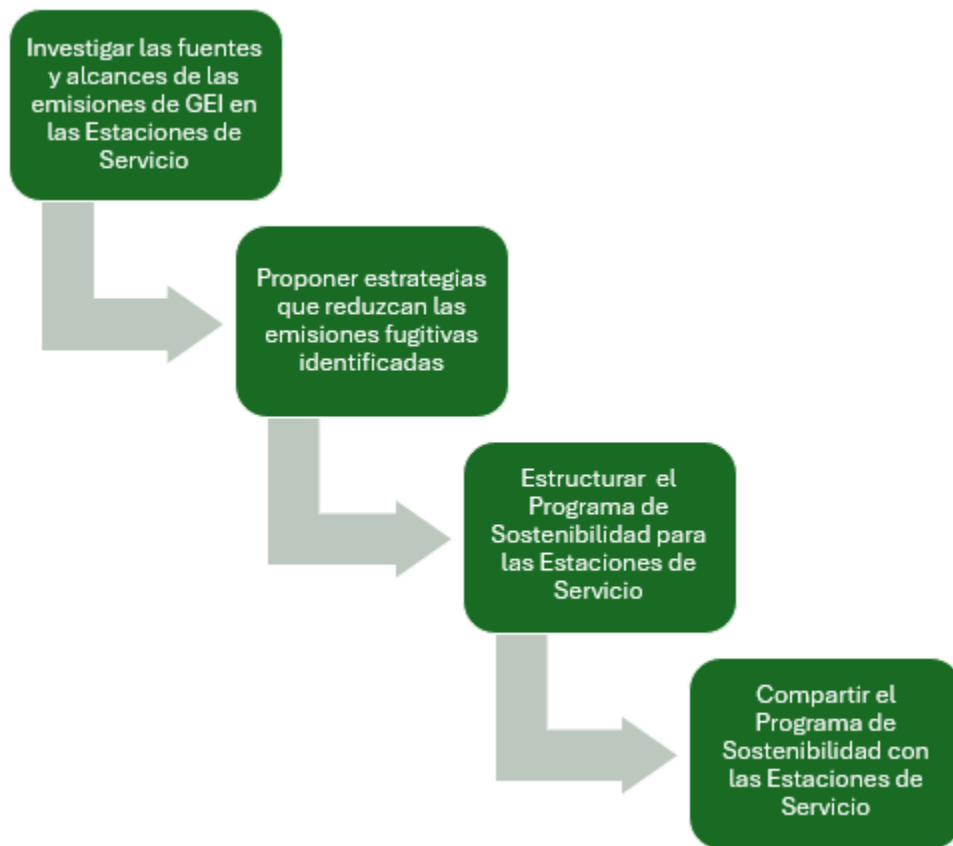 Investigar las fuentes
y alcances de las
emisiones de GEI en
las Estaciones de
Servicio
Proponer estrategias
que reduzcan las
emisiones fugitivas
identificadas
Estructurar el
Programa de
Sostenibilidad para
las Estaciones de
Servicio
Compartir el
Programa de
Sostenibilidad con
las Estaciones de
Servicio